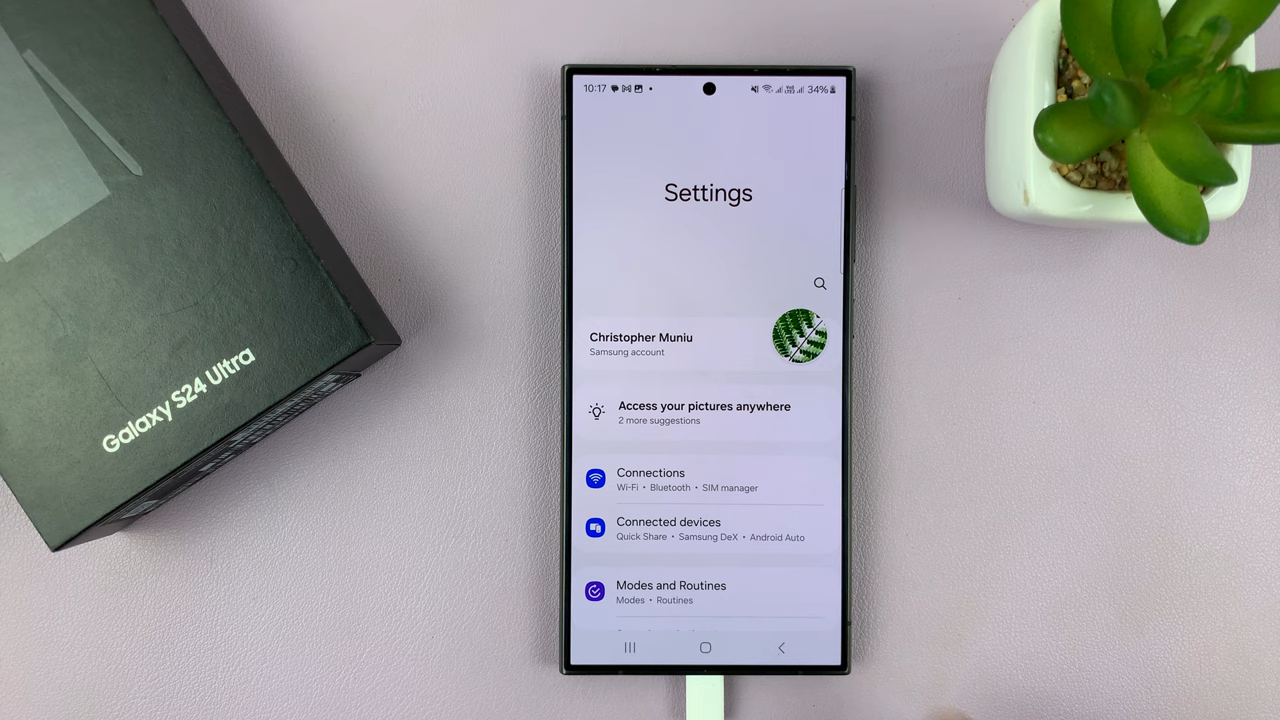 Galaxy S24 Ultra
10:17
34%
Settings
Christopher Muniu
Samsung account
Access your pictures anywhere
2 more suggestions
Connections
Wi-Fi • Bluetooth • SIM manager
Connected devices
Quick Share • Samsung DeX • Android Auto
Modes and Routines
Modes • Routines